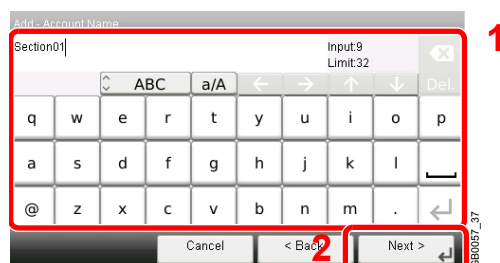 Add - Account Name
1
Section01
Input:9
Limit:32
ABC a/A Del.
q w e r t y u i o p
a s d f g h j k l
@ z x c v b n m .
Cancel < Back 2 Next >
GB0057_37